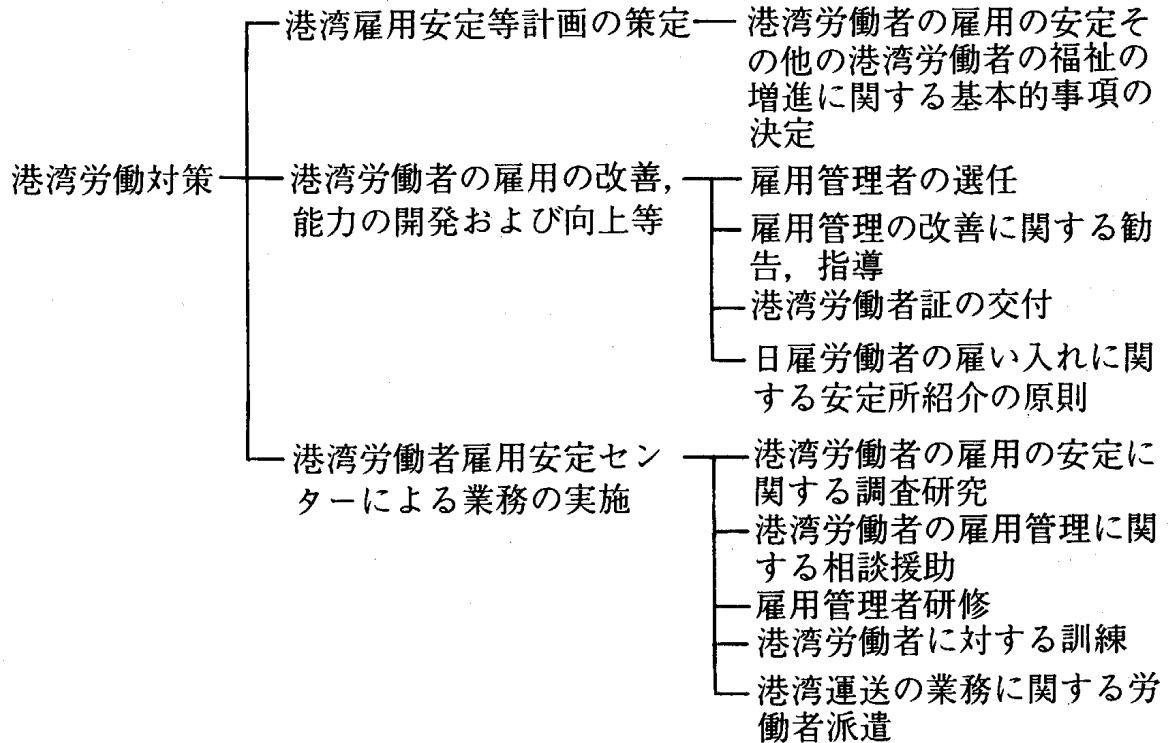 港湾労働対策
港湾雇用安定等計画の策定
港湾労働者の雇用の安定そ
の他の港湾労働者の福祉の
増進に関する基本的事項の
決定
港湾労働者の雇用の改善,
能力の開発および向上等
雇用管理者の選任
雇用管理の改善に関する勧
告，指導
港湾労働者証の交付
日雇労働者の雇い入れに関
する安定所紹介の原則
港湾労働者雇用安定セン
ターによる業務の実施
港湾労働者の雇用の安定に
関する調査研究
港湾労働者の雇用管理に関
する相談援助
雇用管理者研修
港湾労働者に対する訓練
港湾運送の業務に関する労
働者派遣